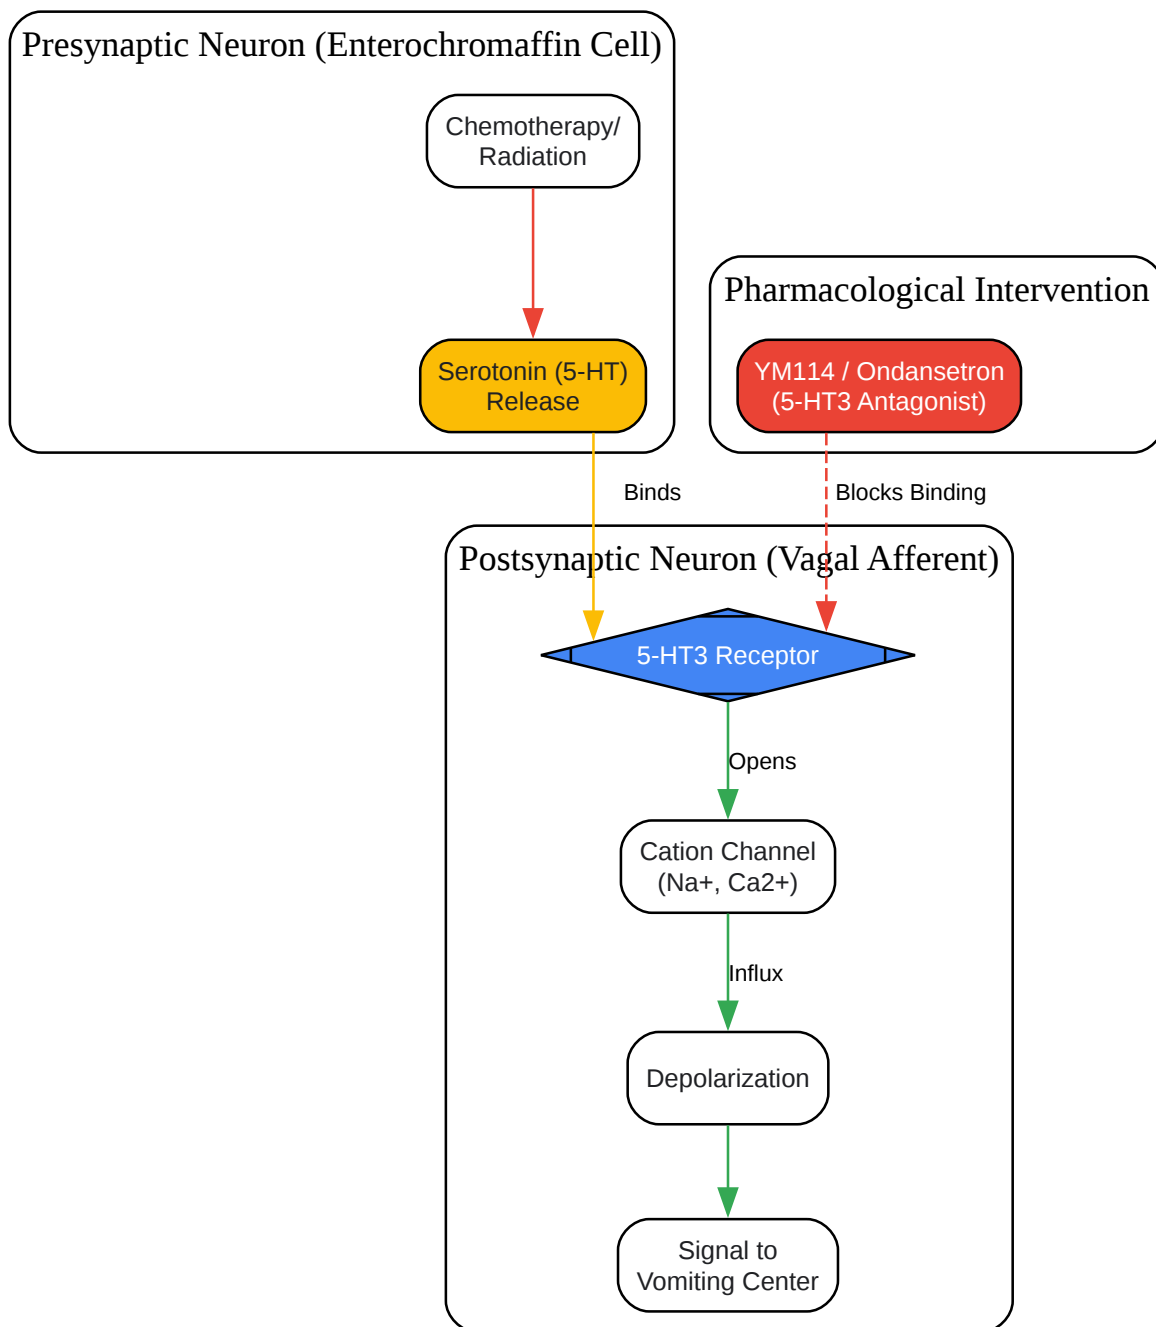 Presynaptic Neuron (Enterochromaffin Cell)
Chemotherapy/
Radiation
Serotonin (5-HT)
Release
Pharmacological Intervention
YM114 / Ondansetron
(5-HT3 Antagonist)
Binds
Blocks Binding
Postsynaptic Neuron (Vagal Afferent)
5-HT3 Receptor
Opens
Cation Channel
(Na+, Ca2+)
Influx
Depolarization
Signal to
Vomiting Center